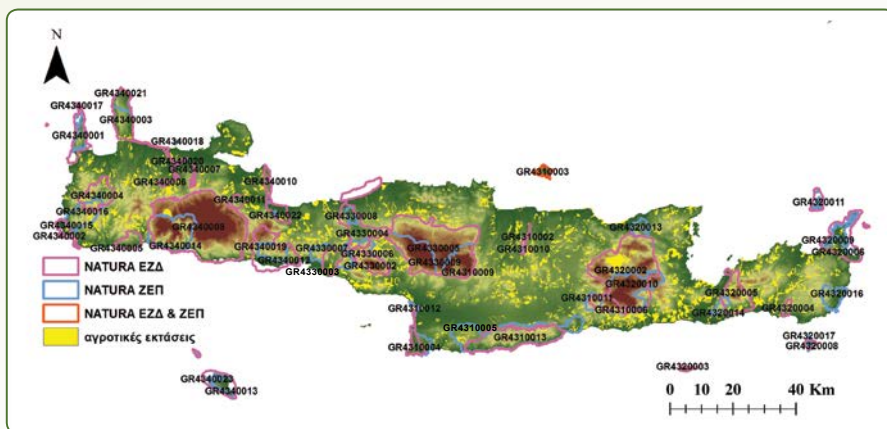 N
GR4340021
GR4340017
GR4340003
GR4340001
GR4340018
GR4340020
GR4340007
GR4310003
GR4340006
GR4340010
GR4340004
GR4340011
GR4320011
GR4340016
GR4340022
GR4330008
GR4340015
GR4340008
GR4320013
GR4340002
GR4330004
GR4310002
GR4320009
GR4340005
GR4340014
GR4340019
GR4330007
GR4330005
GR4310010
GR4320006
GR4340012
GR4330006
GR4330009
GR4330003
GR4330002
GR4310009
GR4320002
GR4320010
GR4320005
GR4320016
GR4310011
GR4310012
GR4310006
GR4320004
GR4320014
GR4310005
GR4310013
GR4310004
GR4320017
GR4320008
GR4320003
GR4340023
GR4340013
NATURA ΕΖΔ
NATURA ΖΕΠ
NATURA ΕΖΔ & ΖΕΠ
αγροτικές εκτάσεις
0 10 20 40 Km